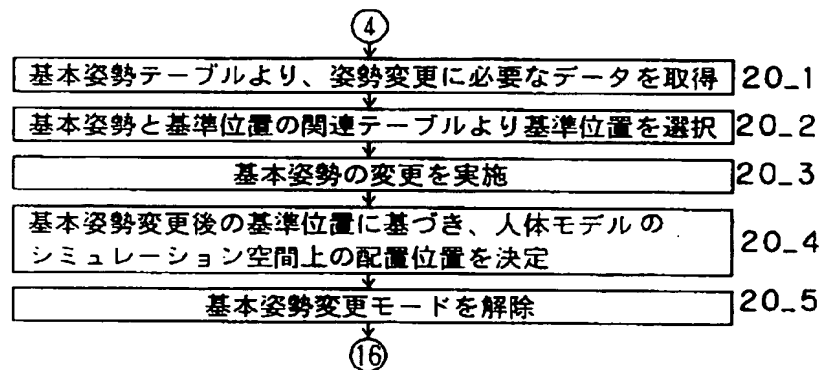 4
基本姿勢テーブルより、姿勢変更に必要なデータを取得 20_1
基本姿勢と基準位置の関連テーブルより基準位置を選択 20_2
基本姿勢の変更を実施 20_3
基本姿勢変更後の基準位置に基づき、人体モデルの
シミュレーション空間上の配置位置を決定 20_4
基本姿勢変更モードを解除 20_5
16